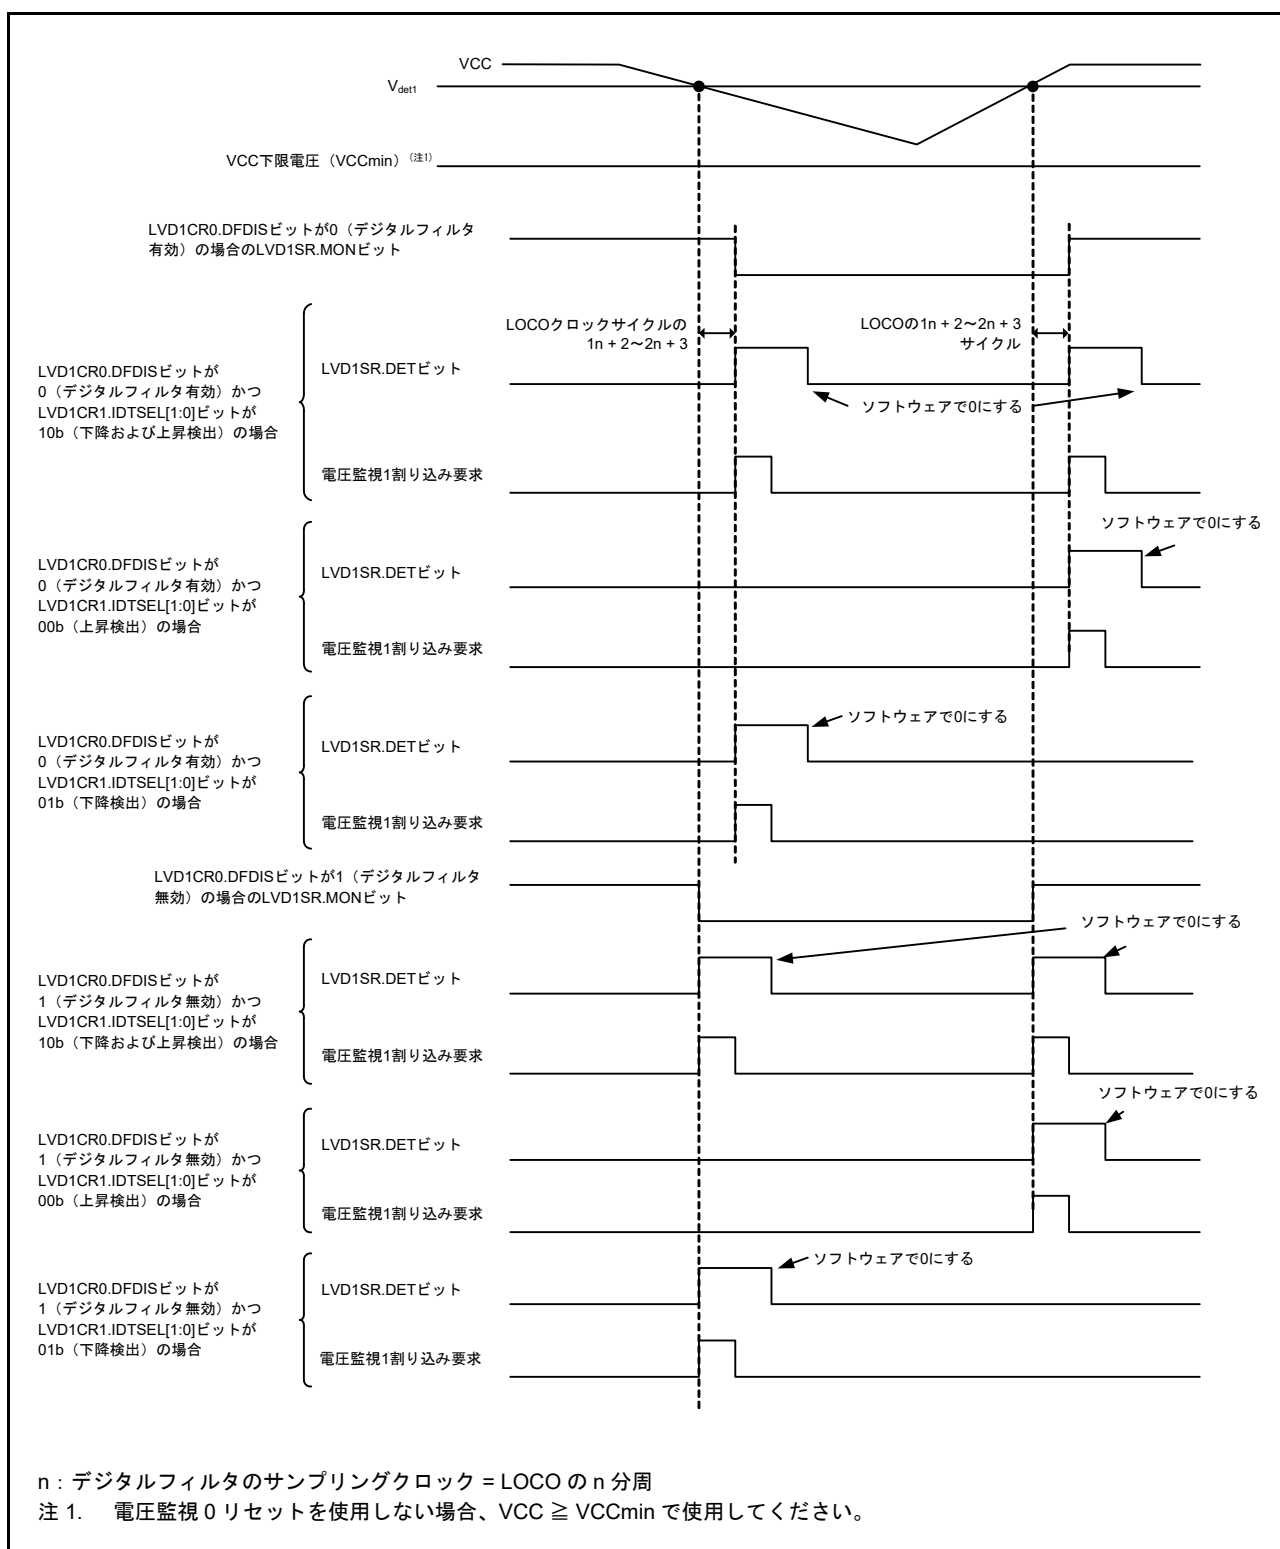 VCC
Vdet1
VCC下限電圧（VCCmin）(注1)
LVD1CR0.DFDISビットが0（デジタルフィルタ
有効）の場合のLVD1SR.MONビット
LOCOクロックサイクルの
1n + 2～2n + 3
LOCOの1n + 2～2n + 3
サイクル
LVD1CR0.DFDISビットが
0（デジタルフィルタ有効）かつ
LVD1CR1.IDTSEL[1:0]ビットが
10b（下降および上昇検出）の場合
LVD1SR.DETビット
ソフトウェアで0にする
電圧監視1割り込み要求
ソフトウェアで0にする
LVD1CR0.DFDISビットが
0（デジタルフィルタ有効）かつ
LVD1CR1.IDTSEL[1:0]ビットが
00b（上昇検出）の場合
LVD1SR.DETビット
電圧監視1割り込み要求
ソフトウェアで0にする
LVD1CR0.DFDISビットが
0（デジタルフィルタ有効）かつ
LVD1CR1.IDTSEL[1:0]ビットが
01b（下降検出）の場合
LVD1SR.DETビット
電圧監視1割り込み要求
LVD1CR0.DFDISビットが1（デジタルフィルタ
無効）の場合のLVD1SR.MONビット
ソフトウェアで0にする
LVD1CR0.DFDISビットが
1（デジタルフィルタ無効）かつ
LVD1CR1.IDTSEL[1:0]ビットが
10b（下降および上昇検出）の場合
LVD1SR.DETビット
電圧監視1割り込み要求
ソフトウェアで0にする
LVD1CR0.DFDISビットが
1（デジタルフィルタ無効）かつ
LVD1CR1.IDTSEL[1:0]ビットが
00b（上昇検出）の場合
LVD1SR.DETビット
電圧監視1割り込み要求
ソフトウェアで0にする
LVD1CR0.DFDISビットが
1（デジタルフィルタ無効）かつ
LVD1CR1.IDTSEL[1:0]ビットが
01b（下降検出）の場合
LVD1SR.DETビット
電圧監視1割り込み要求
n：デジタルフィルタのサンプリングクロック = LOCO の n 分周
注 1. 電圧監視 0 リセットを使用しない場合、VCC ≧ VCCmin で使用してください。